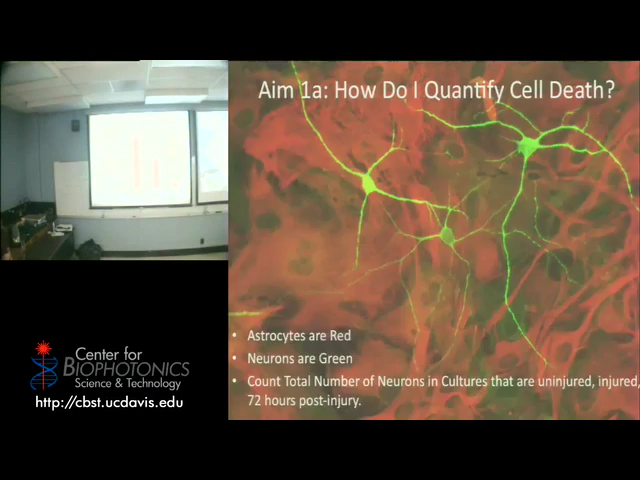 Aim 1a: How Do I Quantify Cell Death?
• Astrocytes are Red
• Neurons are Green
• Count Total Number of Neurons in Cultures that are uninjured, injured,
72 hours post-injury.
Center for
BIOPHOTONICS
Science & Technology
http://cbst.ucdavis.edu